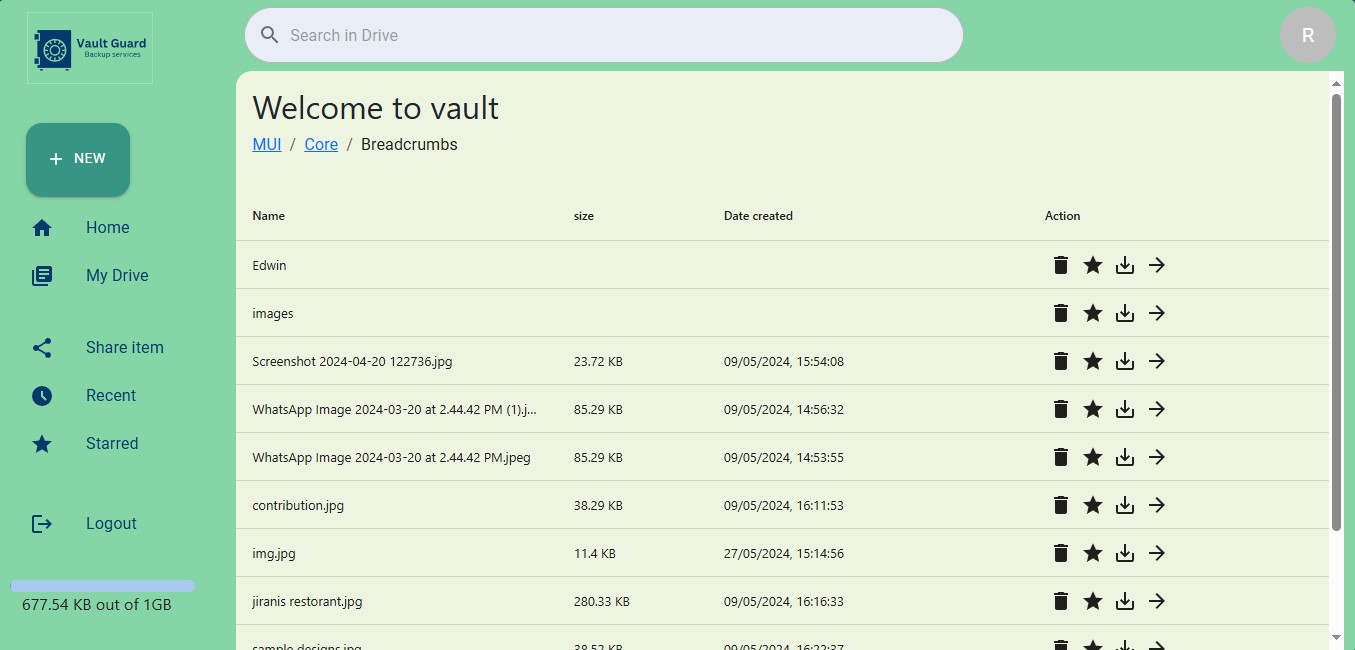 Vault Guard
Backup services
Search in Drive
R
NEW
Home
My Drive
Share item
Recent
Starred
Logout
677.54 KB out of 1GB
Welcome to vault
MUI / Core / Breadcrumbs
Name size Date created Action
Edwin
images
Screenshot 2024-04-20 122736.jpg 23.72 KB 09/05/2024, 15:54:08
WhatsApp Image 2024-03-20 at 2.44.42 PM (1).j... 85.29 KB 09/05/2024, 14:56:32
WhatsApp Image 2024-03-20 at 2.44.42 PM.jpeg 85.29 KB 09/05/2024, 14:53:55
contribution.jpg 38.29 KB 09/05/2024, 16:11:53
img.jpg 11.4 KB 27/05/2024, 15:14:56
jiranis restorant.jpg 280.33 KB 09/05/2024, 16:16:33
sample designs.jpg 38.52 KB 09/05/2024, 16:22:37